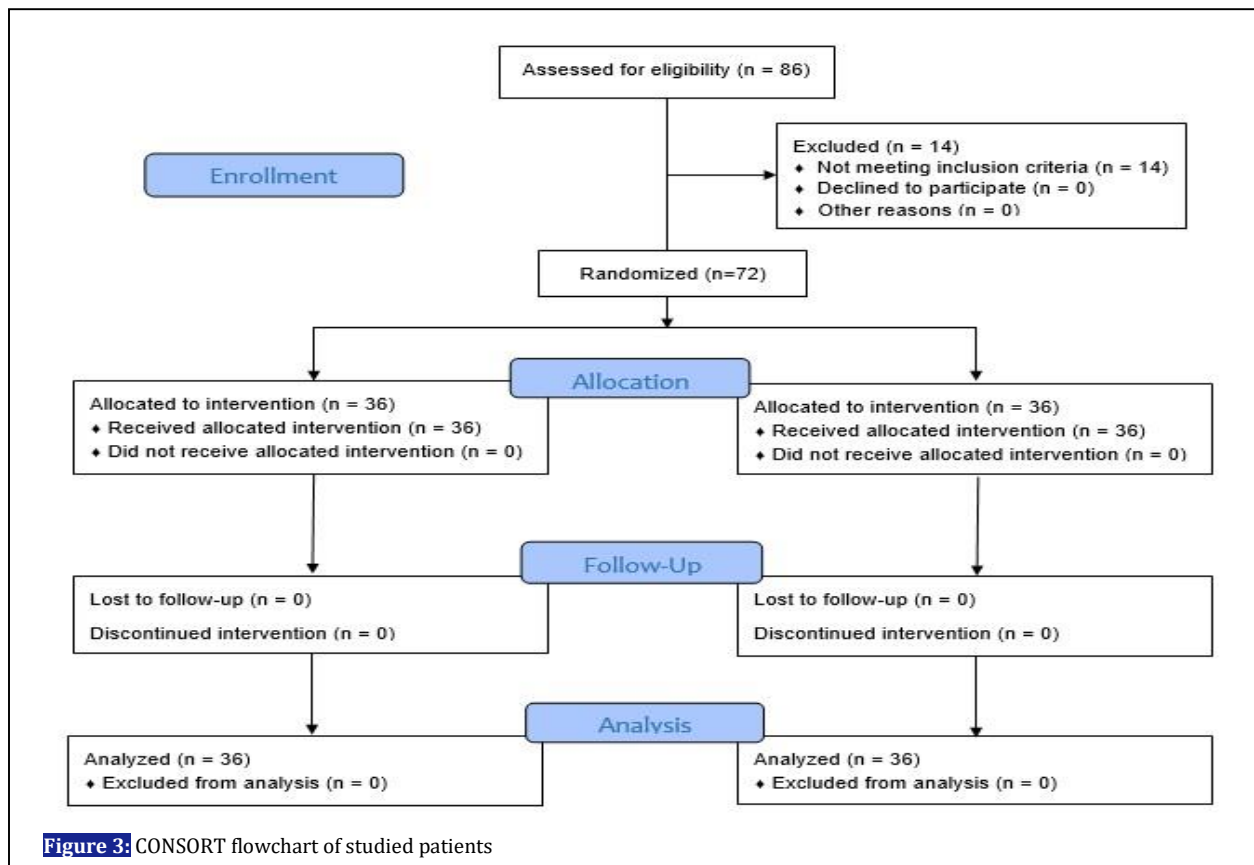 Assessed for eligibility (n = 86)
Excluded (n = 14)
♦ Not meeting inclusion criteria (n = 14)
♦ Declined to participate (n = 0)
♦ Other reasons (n = 0)
Enrollment
Randomized (n=72)
Allocation
Allocated to intervention (n = 36)
♦ Received allocated intervention (n = 36)
♦ Did not receive allocated intervention (n = 0)
Allocated to intervention (n = 36)
♦ Received allocated intervention (n = 36)
♦ Did not receive allocated intervention (n = 0)
Follow-Up
Lost to follow-up (n = 0)
Discontinued intervention (n = 0)
Lost to follow-up (n = 0)
Discontinued intervention (n = 0)
Analysis
Analyzed (n = 36)
♦ Excluded from analysis (n = 0)
Analyzed (n = 36)
♦ Excluded from analysis (n = 0)
Figure 3: CONSORT flowchart of studied patients